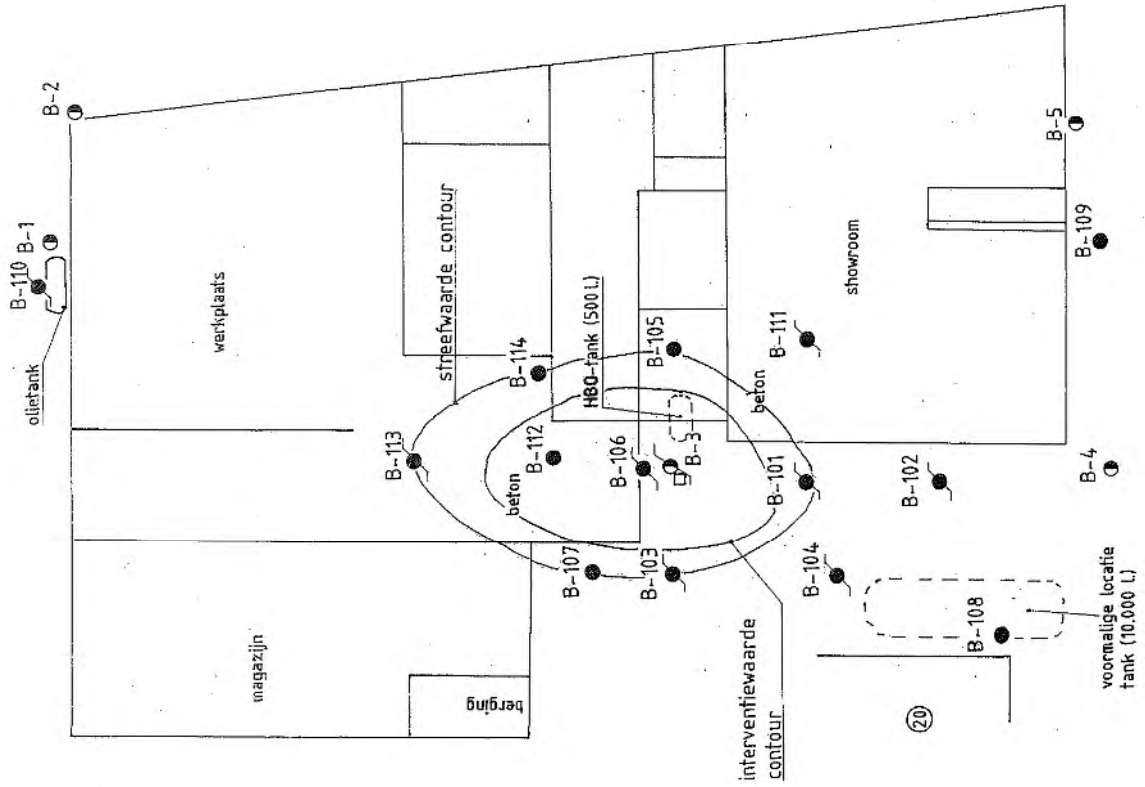 B-2
B-1
B-110
olietank
werkplaats
streefwaarde contour
B-114
HBO-tank (500 l.)
B-105
B-113
beton
B-112
B-106
B-3
beton
B-111
showroom
B-5
B-109
B-101
B-102
B-4
B-107
B-103
B-104
B-108
magazijn
berging
interventiewaarde
contour
20
voormalige locatie
tank (10.000 l.)